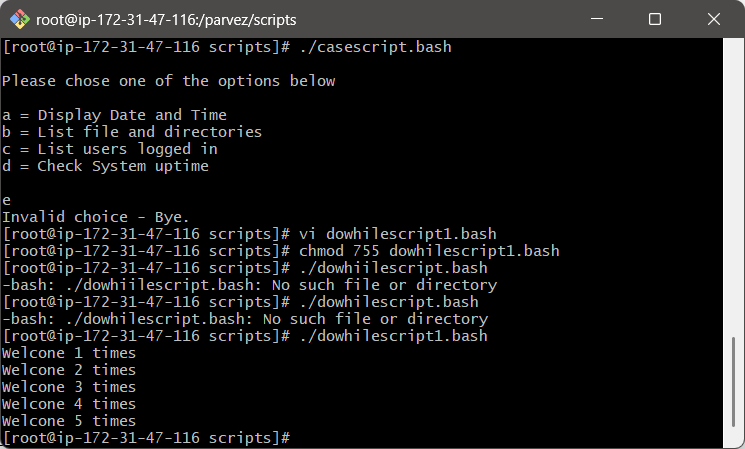 root@ip-172-31-47-116:/parvez/scripts
[root@ip-172-31-47-116 scripts]# ./casescript.bash
Please chose one of the options below
a = Display Date and Time
b = List file and directories
c = List users logged in
d = Check System uptime
e
Invalid choice - Bye.
[root@ip-172-31-47-116 scripts]# vi dowhilescript1.bash
[root@ip-172-31-47-116 scripts]# chmod 755 dowhilescript1.bash
[root@ip-172-31-47-116 scripts]# ./dowhiilescript.bash
-bash: ./dowhiilescript.bash: No such file or directory
[root@ip-172-31-47-116 scripts]# ./dowhilescript.bash
-bash: ./dowhilescript.bash: No such file or directory
[root@ip-172-31-47-116 scripts]# ./dowhilescript1.bash
Welcone 1 times
Welcone 2 times
Welcone 3 times
Welcone 4 times
Welcone 5 times
[root@ip-172-31-47-116 scripts]#